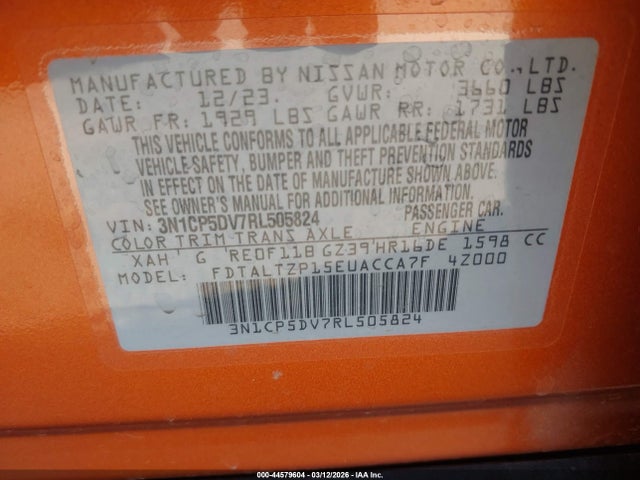 MANUFACTURED BY NISSAN MOTOR CO., LTD.
DATE: 12/23 GVWR: 3660 LBS
GAWR FR: 1929 LBS GAWR RR: 1731 LBS
THIS VEHICLE CONFORMS TO ALL APPLICABLE FEDERAL MOTOR
VEHICLE SAFETY, BUMPER AND THEFT PREVENTION STANDARDS
IN EFFECT ON THE DATE OF MANUFACTURE SHOWN ABOVE.
SEE OWNER'S MANUAL FOR ADDITIONAL INFORMATION
VIN: 3N1CP5DV7RL505824 PASSENGER CAR.
COLOR TRIM TRANS AXLE ENGINE
XAH G RE0F11B GZ39 HR16DE 1598 CC
MODEL: FDTALTZP15EUACCA7F 4Z000
3N1CP5DV7RL505824
000-44579604 - 03/12/2026 - IAA Inc.